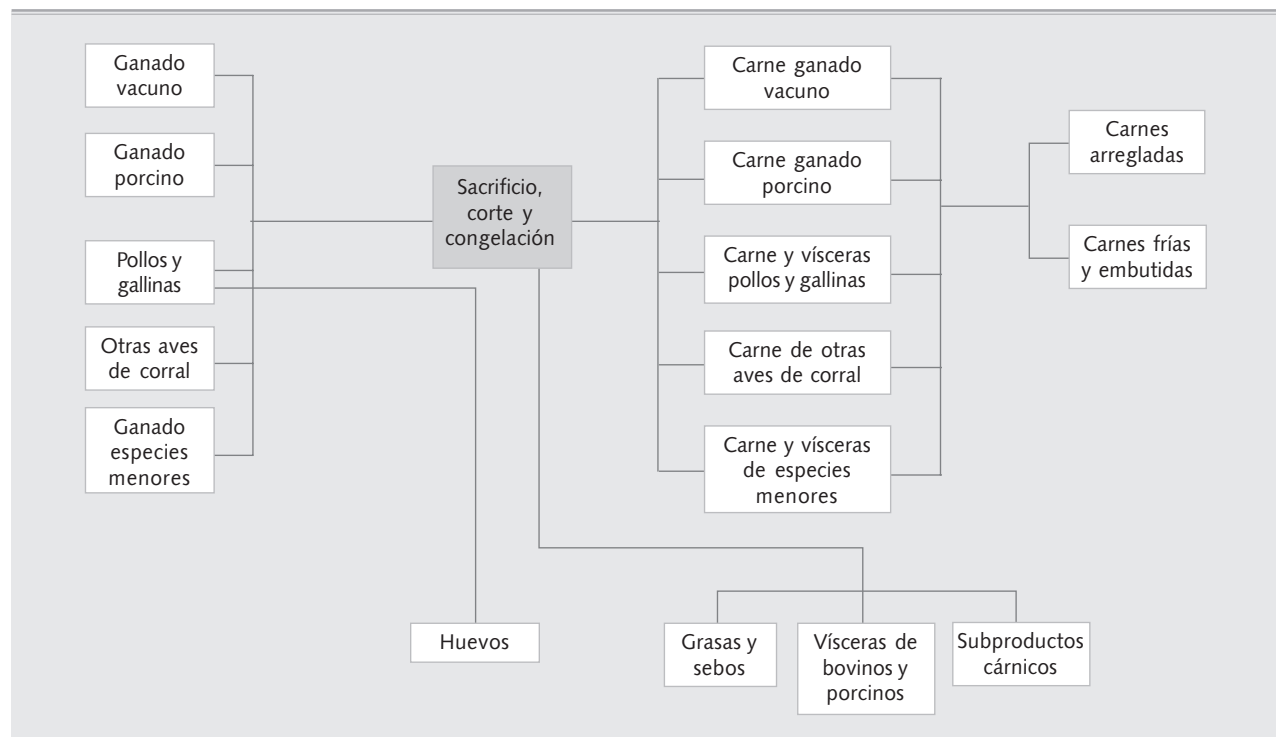 Ganado
vacuno
Ganado
porcino
Pollos y
gallinas
Otras aves
de corral
Ganado
especies
menores
Sacrificio,
corte y
congelación
Carne ganado
vacuno
Carne ganado
porcino
Carne y vísceras
pollos y gallinas
Carne de otras
aves de corral
Carne y vísceras
de especies
menores
Carnes
arregladas
Carnes frías
y embutidas
Huevos
Grasas y
sebos
Vísceras de
bovinos y
porcinos
Subproductos
cárnicos